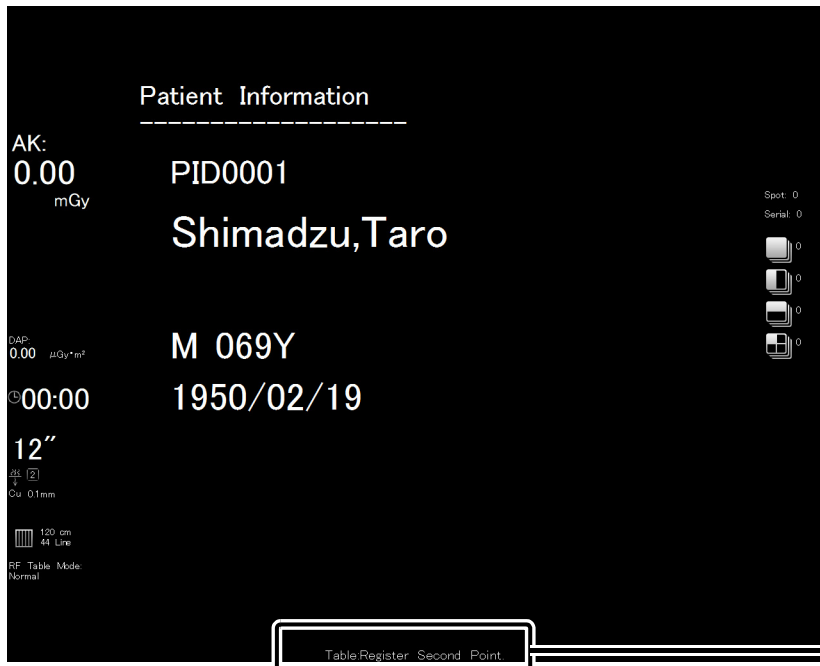 Patient Information
-------------------
AK:
0.00
mGy
PID0001
Shimadzu,Taro
Spot: 0
Serial: 0
0
0
0
0
DAP:
0.00 μGy・m²
M 069Y
00:00
1950/02/19
12″
2
Cu 0.1mm
120 cm
44 Line
RF Table Mode:
Normal
Table:Register Second Point.